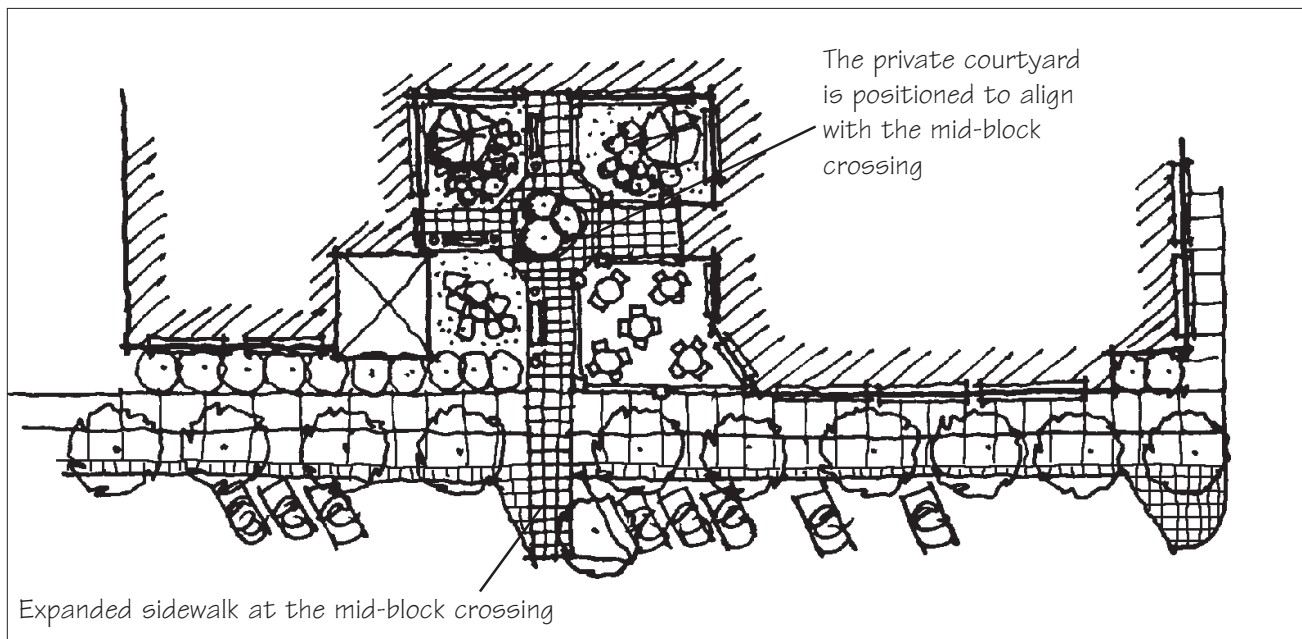 The private courtyard
is positioned to align
with the mid-block
crossing
Expanded sidewalk at the mid-block crossing